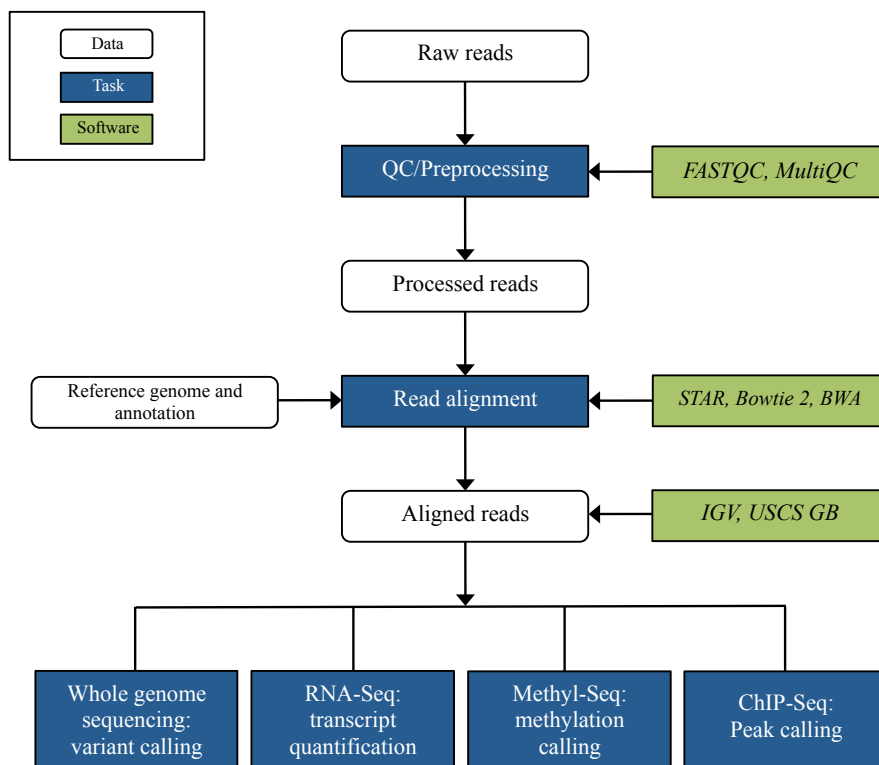 Data
Task
Software
Raw reads
QC/Preprocessing
FASTQC, MultiQC
Processed reads
Reference genome and
annotation
Read alignment
STAR, Bowtie 2, BWA
Aligned reads
IGV, USCS GB
Whole genome
sequencing:
variant calling
RNA-Seq:
transcript
quantification
Methyl-Seq:
methylation
calling
ChIP-Seq:
Peak calling